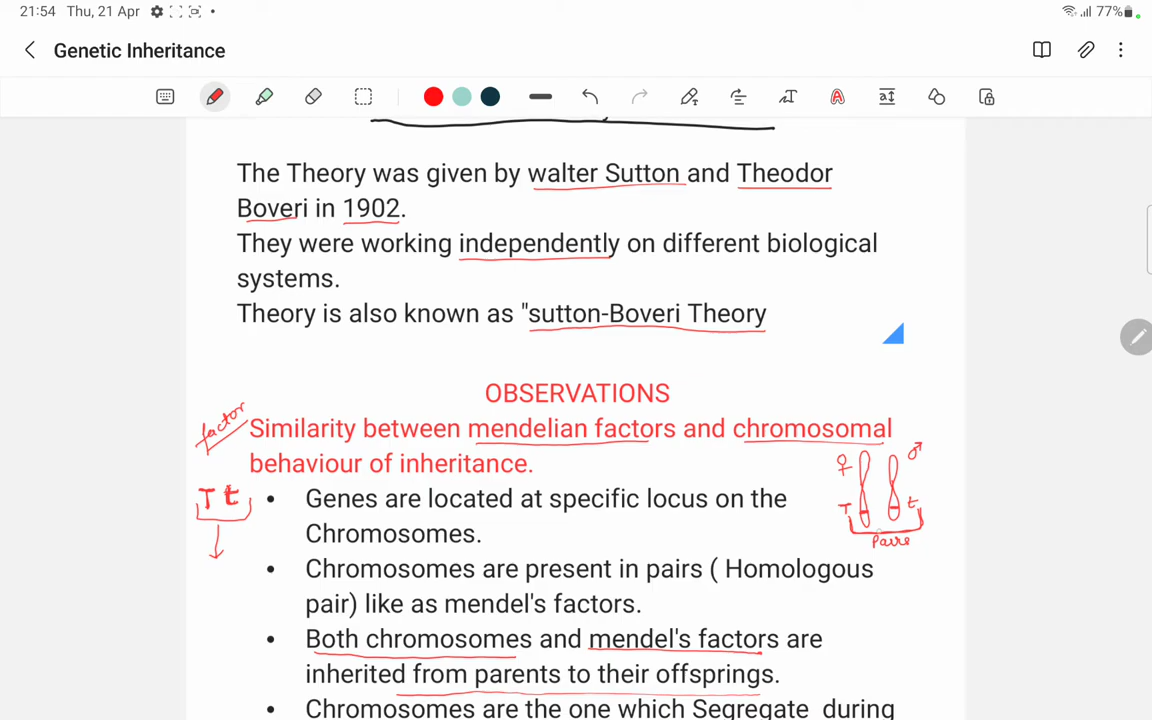 21:54 Thu, 21 Apr
77%
Genetic Inheritance
The Theory was given by walter Sutton and Theodor
Boveri in 1902.
They were working independently on different biological
systems.
Theory is also known as "sutton-Boveri Theory
OBSERVATIONS
factor
Similarity between mendelian factors and chromosomal
behaviour of inheritance.
♀ ♂
T t
• Genes are located at specific locus on the
Chromosomes.
T t
Paire
• Chromosomes are present in pairs ( Homologous
pair) like as mendel's factors.
• Both chromosomes and mendel's factors are
inherited from parents to their offsprings.
• Chromosomes are the one which Segregate during